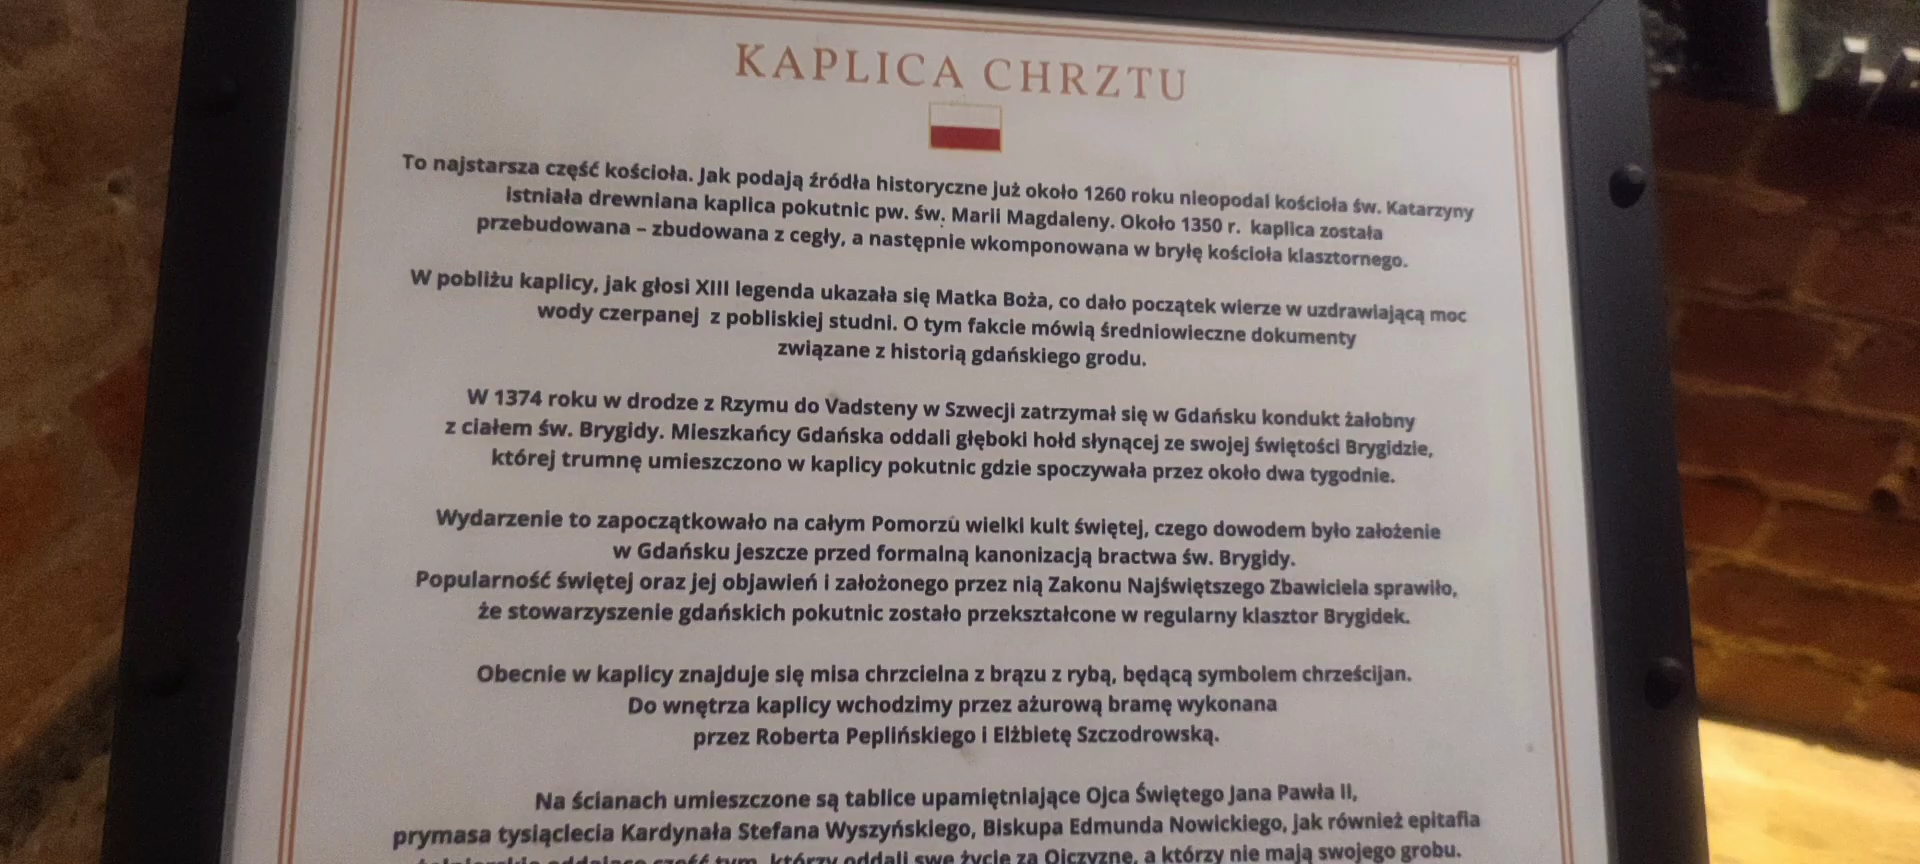 KAPLICA CHRZTU
To najstarsza część kościoła. Jak podają źródła historyczne już około 1260 roku nieopodal kościoła św. Katarzyny
istniała drewniana kaplica pokutnic pw. św. Marii Magdaleny. Około 1350 r. kaplica została
przebudowana – zbudowana z cegły, a następnie wkomponowana w bryłę kościoła klasztornego.
W pobliżu kaplicy, jak głosi XIII legenda ukazała się Matka Boża, co dało początek wierze w uzdrawiającą moc
wody czerpanej z pobliskiej studni. O tym fakcie mówią średniowieczne dokumenty
związane z historią gdańskiego grodu.
W 1374 roku w drodze z Rzymu do Vadsteny w Szwecji zatrzymał się w Gdańsku kondukt żałobny
z ciałem św. Brygidy. Mieszkańcy Gdańska oddali głęboki hołd słynącej ze swojej świętości Brygidzie,
której trumnę umieszczono w kaplicy pokutnic gdzie spoczywała przez około dwa tygodnie.
Wydarzenie to zapoczątkowało na całym Pomorzu wielki kult świętej, czego dowodem było założenie
w Gdańsku jeszcze przed formalną kanonizacją bractwa św. Brygidy.
Popularność świętej oraz jej objawień i założonego przez nią Zakonu Najświętszego Zbawiciela sprawiło,
że stowarzyszenie gdańskich pokutnic zostało przekształcone w regularny klasztor Brygidek.
Obecnie w kaplicy znajduje się misa chrzcielna z brązu z rybą, będącą symbolem chrześcijan.
Do wnętrza kaplicy wchodzimy przez ażurową bramę wykonana
przez Roberta Peplińskiego i Elżbietę Szczodrowską.
Na ścianach umieszczone są tablice upamiętniające Ojca Świętego Jana Pawła II,
prymasa tysiąclecia Kardynała Stefana Wyszyńskiego, Biskupa Edmunda Nowickiego, jak również epitafia
oddające cześć tym, którzy oddali swe życie za Ojczyznę, a którzy nie mają swojego grobu.